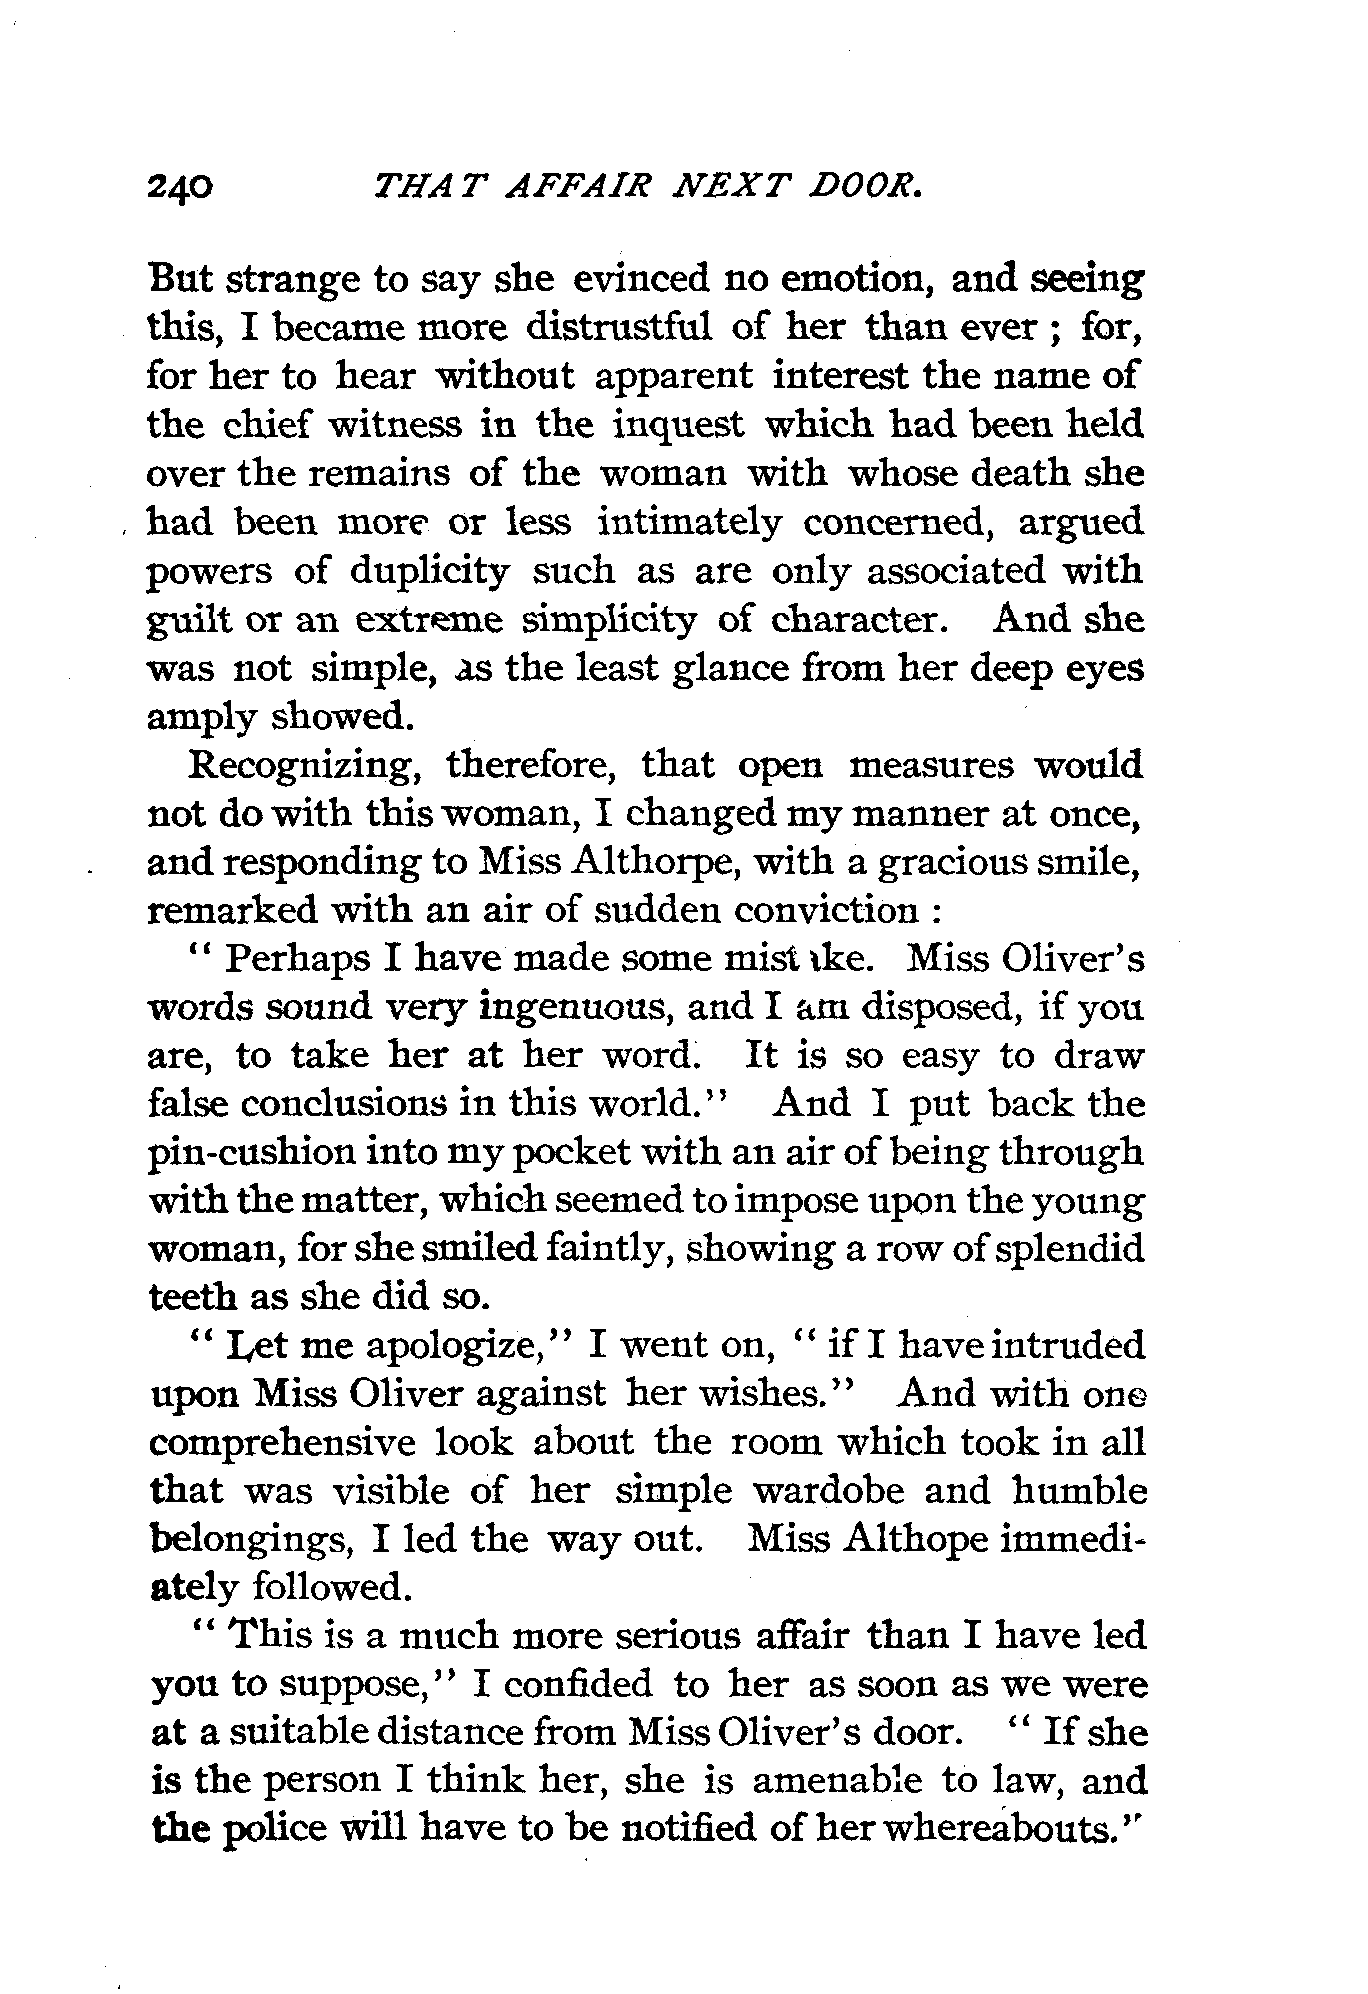 240 THAT AFFAIR NEXT DOOR.
But strange to say she evinced no emotion, and seeing
this, I became more distrustful of her than ever ; for,
for her to hear without apparent interest the name of
the chief witness in the inquest which had been held
over the remains of the woman with whose death she
had been more or less intimately concerned, argued
powers of duplicity such as are only associated with
guilt or an extreme simplicity of character. And she
was not simple, as the least glance from her deep eyes
amply showed.
Recognizing, therefore, that open measures would
not do with this woman, I changed my manner at once,
and responding to Miss Althorpe, with a gracious smile,
remarked with an air of sudden conviction :
" Perhaps I have made some mistake. Miss Oliver's
words sound very ingenuous, and I am disposed, if you
are, to take her at her word. It is so easy to draw
false conclusions in this world." And I put back the
pin-cushion into my pocket with an air of being through
with the matter, which seemed to impose upon the young
woman, for she smiled faintly, showing a row of splendid
teeth as she did so.
" Let me apologize," I went on, " if I have intruded
upon Miss Oliver against her wishes." And with one
comprehensive look about the room which took in all
that was visible of her simple wardobe and humble
belongings, I led the way out. Miss Althope immedi-
ately followed.
" This is a much more serious affair than I have led
you to suppose," I confided to her as soon as we were
at a suitable distance from Miss Oliver's door. " If she
is the person I think her, she is amenable to law, and
the police will have to be notified of her whereabouts."